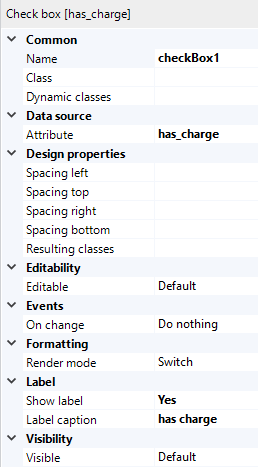 Check box [has_charge]
Common
Name checkBox1
Class
Dynamic classes
Data source
Attribute has_charge
Design properties
Spacing left
Spacing top
Spacing right
Spacing bottom
Resulting classes
Editability
Editable Default
Events
On change Do nothing
Formatting
Render mode Switch
Label
Show label Yes
Label caption has charge
Visibility
Visible Default